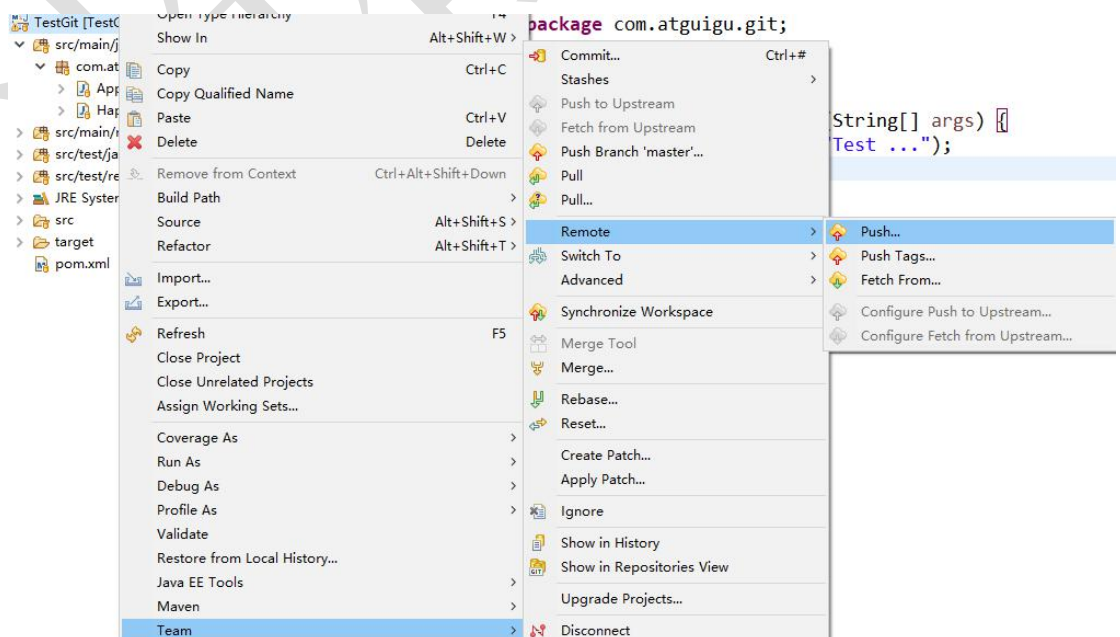 TestGit [TestG
src/main/j
com.at
App
Hap
src/main/r
src/test/ja
src/test/re
JRE System
src
target
pom.xml
Open Type Hierarchy F4
Show In Alt+Shift+W >
Copy Ctrl+C
Copy Qualified Name
Paste Ctrl+V
Delete Delete
Remove from Context Ctrl+Alt+Shift+Down
Build Path >
Source Alt+Shift+S >
Refactor Alt+Shift+T >
Import...
Export...
Refresh F5
Close Project
Close Unrelated Projects
Assign Working Sets...
Coverage As >
Run As >
Debug As >
Profile As >
Validate
Restore from Local History...
Java EE Tools >
Maven >
Team >
package com.atguigu.git;
String[] args) {
"Test ...");
Commit... Ctrl+#
Stashes >
Push to Upstream
Fetch from Upstream
Push Branch 'master'...
Pull
Pull...
Remote >
Switch To >
Advanced >
Synchronize Workspace
Merge Tool
Merge...
Rebase...
Reset...
Create Patch...
Apply Patch...
Ignore
Show in History
Show in Repositories View
Upgrade Projects...
Disconnect
Push...
Push Tags...
Fetch From...
Configure Push to Upstream...
Configure Fetch from Upstream...